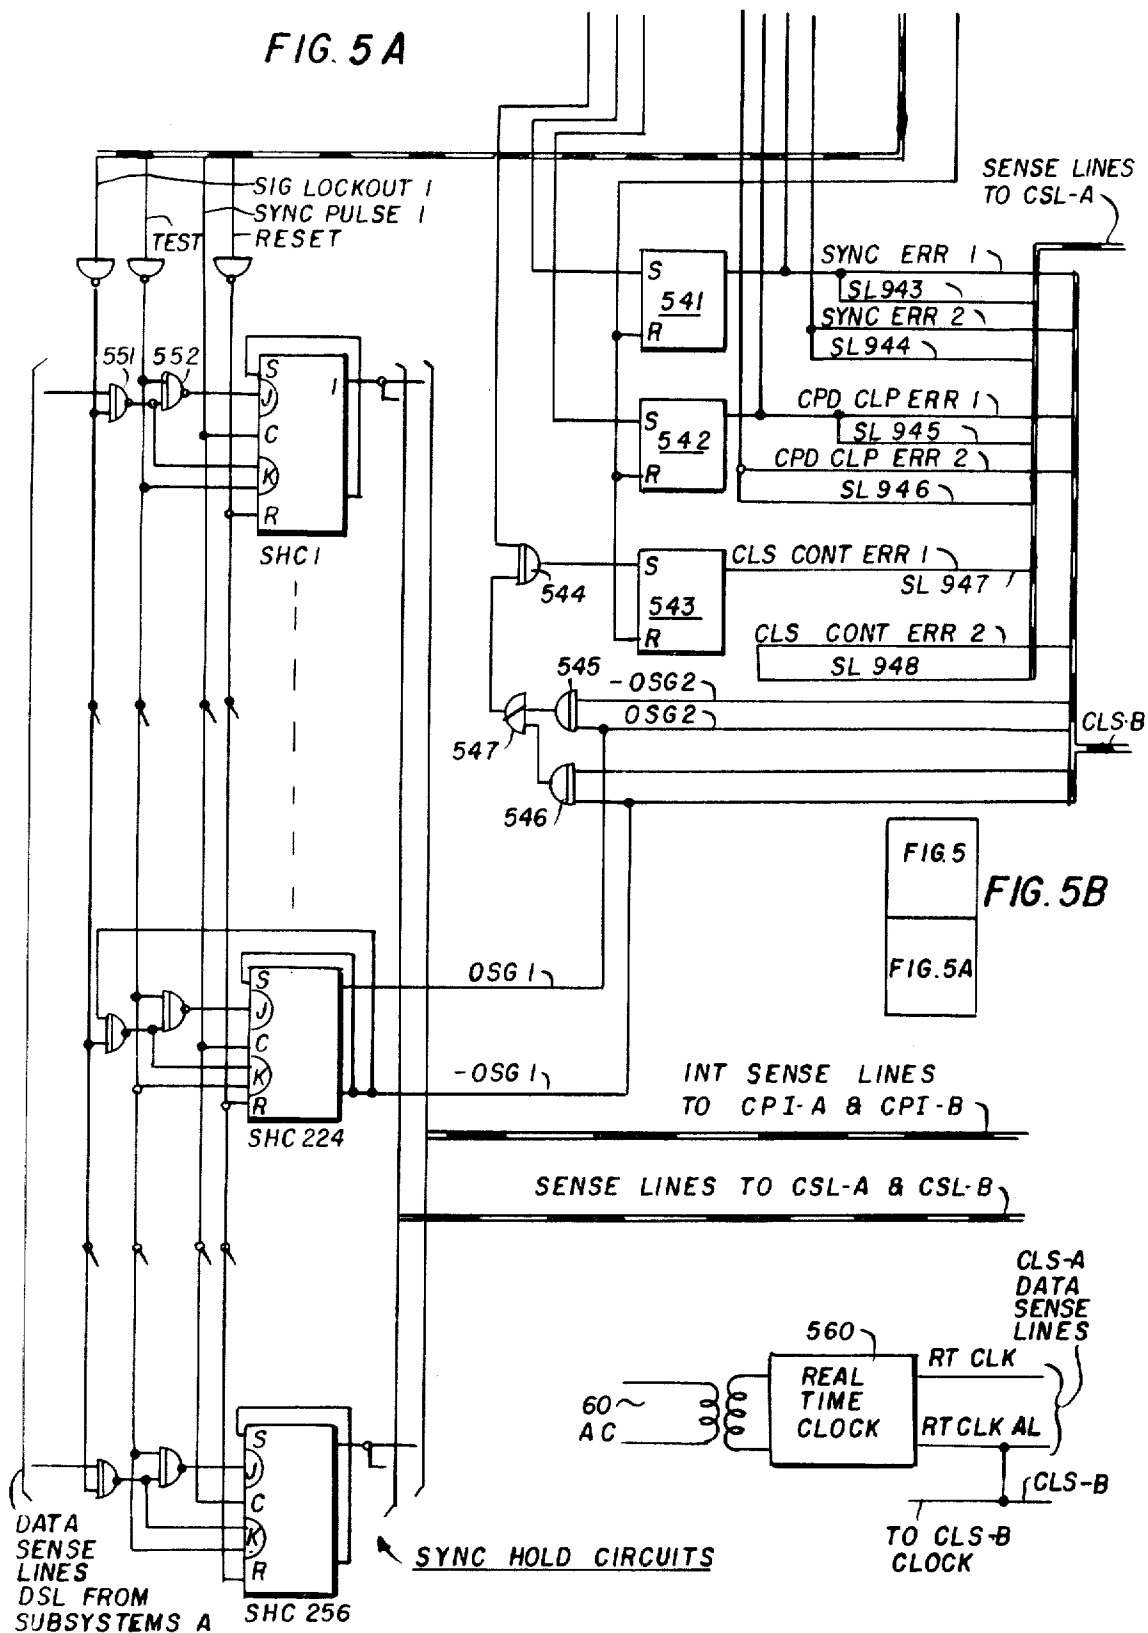 FIG. 5A
SIG LOCKOUT 1
SYNC PULSE 1
TEST
RESET
SENSE LINES
TO CSL-A
S
541
R
SYNC ERR 1
SL943
SYNC ERR 2
SL944
551
552
S
J
C
K
R
1
SHC1
S
542
R
CPD CLP ERR 1
SL 945
CPD CLP ERR 2
SL 946
544
S
543
R
CLS CONT ERR 1
SL 947
CLS CONT ERR 2
SL 948
545
-OSG2
OSG2
547
546
CLS-B
FIG. 5
FIG. 5A
FIG. 5B
S
J
C
K
R
SHC 224
OSG 1
-OSG 1
INT SENSE LINES
TO CPI-A & CPI-B
SENSE LINES TO CSL-A & CSL-B
CLS-A
DATA
SENSE
LINES
560
REAL
TIME
CLOCK
60~
AC
RT CLK
RT CLK AL
CLS-B
TO CLS-B
CLOCK
S
J
C
K
R
SHC 256
DATA
SENSE
LINES
DSL FROM
SUBSYSTEMS A
SYNC HOLD CIRCUITS